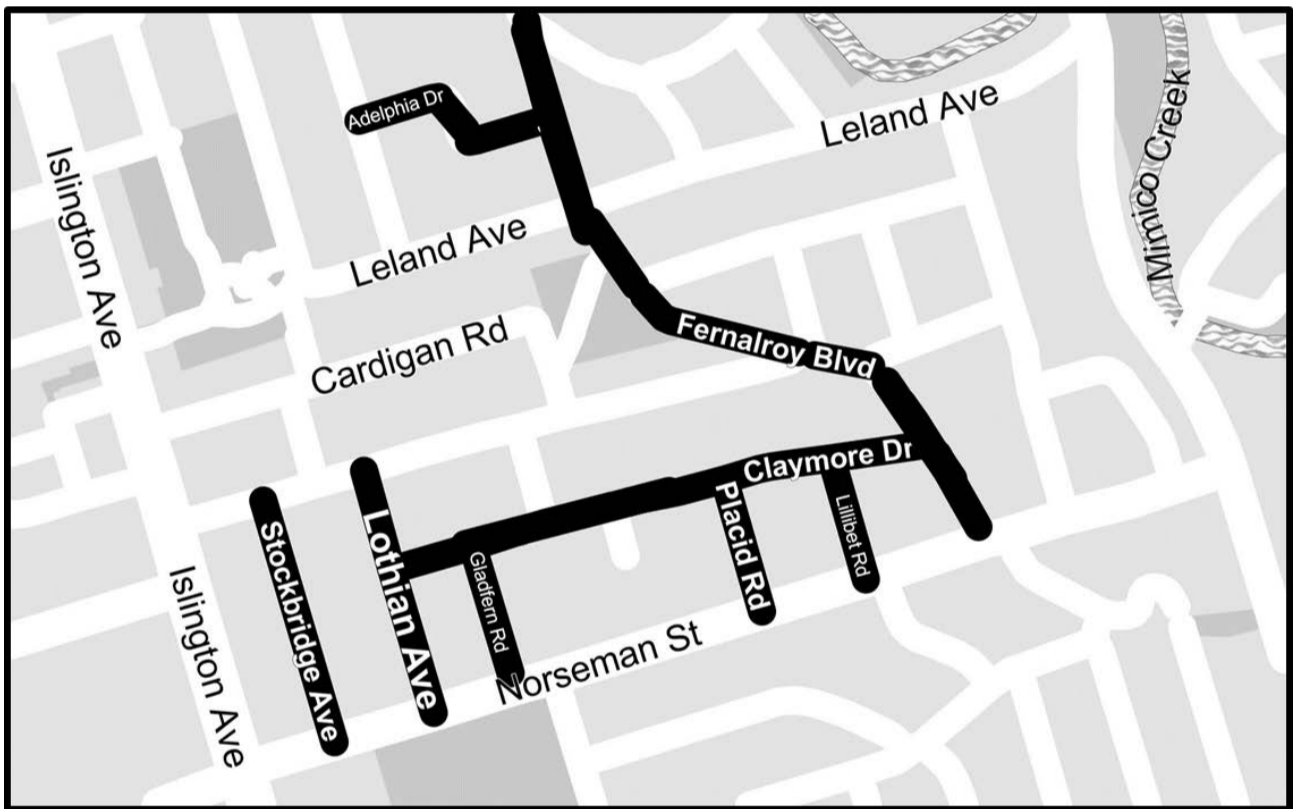 Adelphia Dr
Leland Ave
Mimico Creek
Islington Ave
Leland Ave
Cardigan Rd
Fernalroy Blvd
Claymore Dr
Stockbridge Ave
Lothian Ave
Gladfern Rd
Placid Rd
Lillibet Rd
Islington Ave
Norseman St